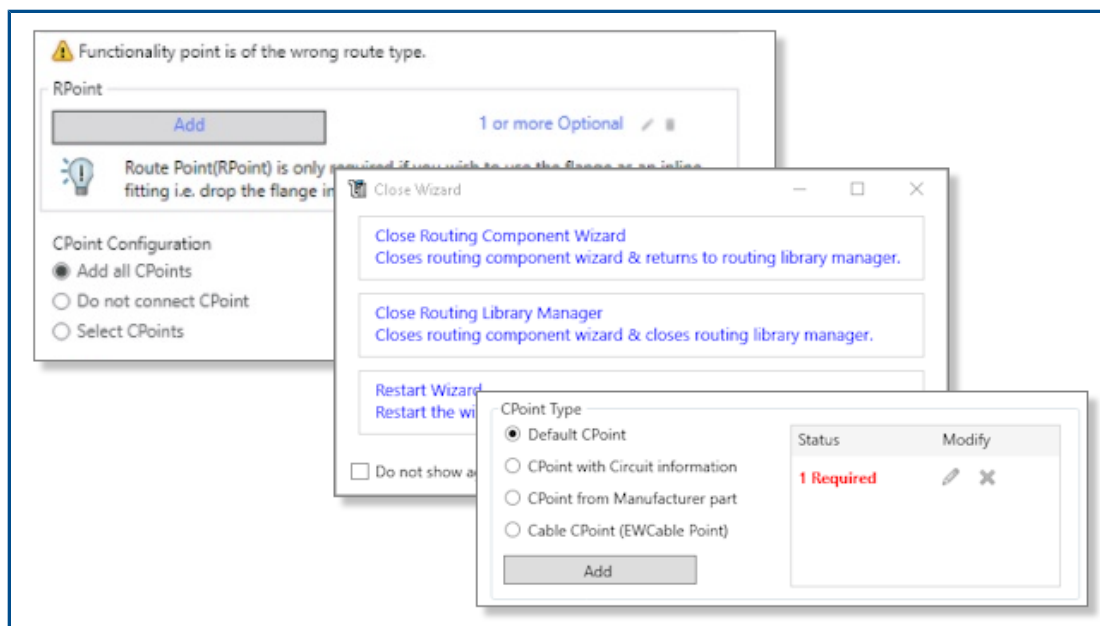 Functionality point is of the wrong route type.
RPoint
Add
1 or more Optional
Route Point(RPoint) is only required if you wish to use the flange as an inline
fitting i.e. drop the flange
Close Wizard
Close Routing Component Wizard
Closes routing component wizard & returns to routing library manager.
Close Routing Library Manager
Closes routing component wizard & closes routing library manager.
Restart Wizard
Restart the
Do not show
CPoint Configuration
Add all CPoints
Do not connect CPoint
Select CPoints
CPoint Type
Default CPoint
CPoint with Circuit information
CPoint from Manufacturer part
Cable CPoint (EWCable Point)
Add
Status
Modify
1 Required